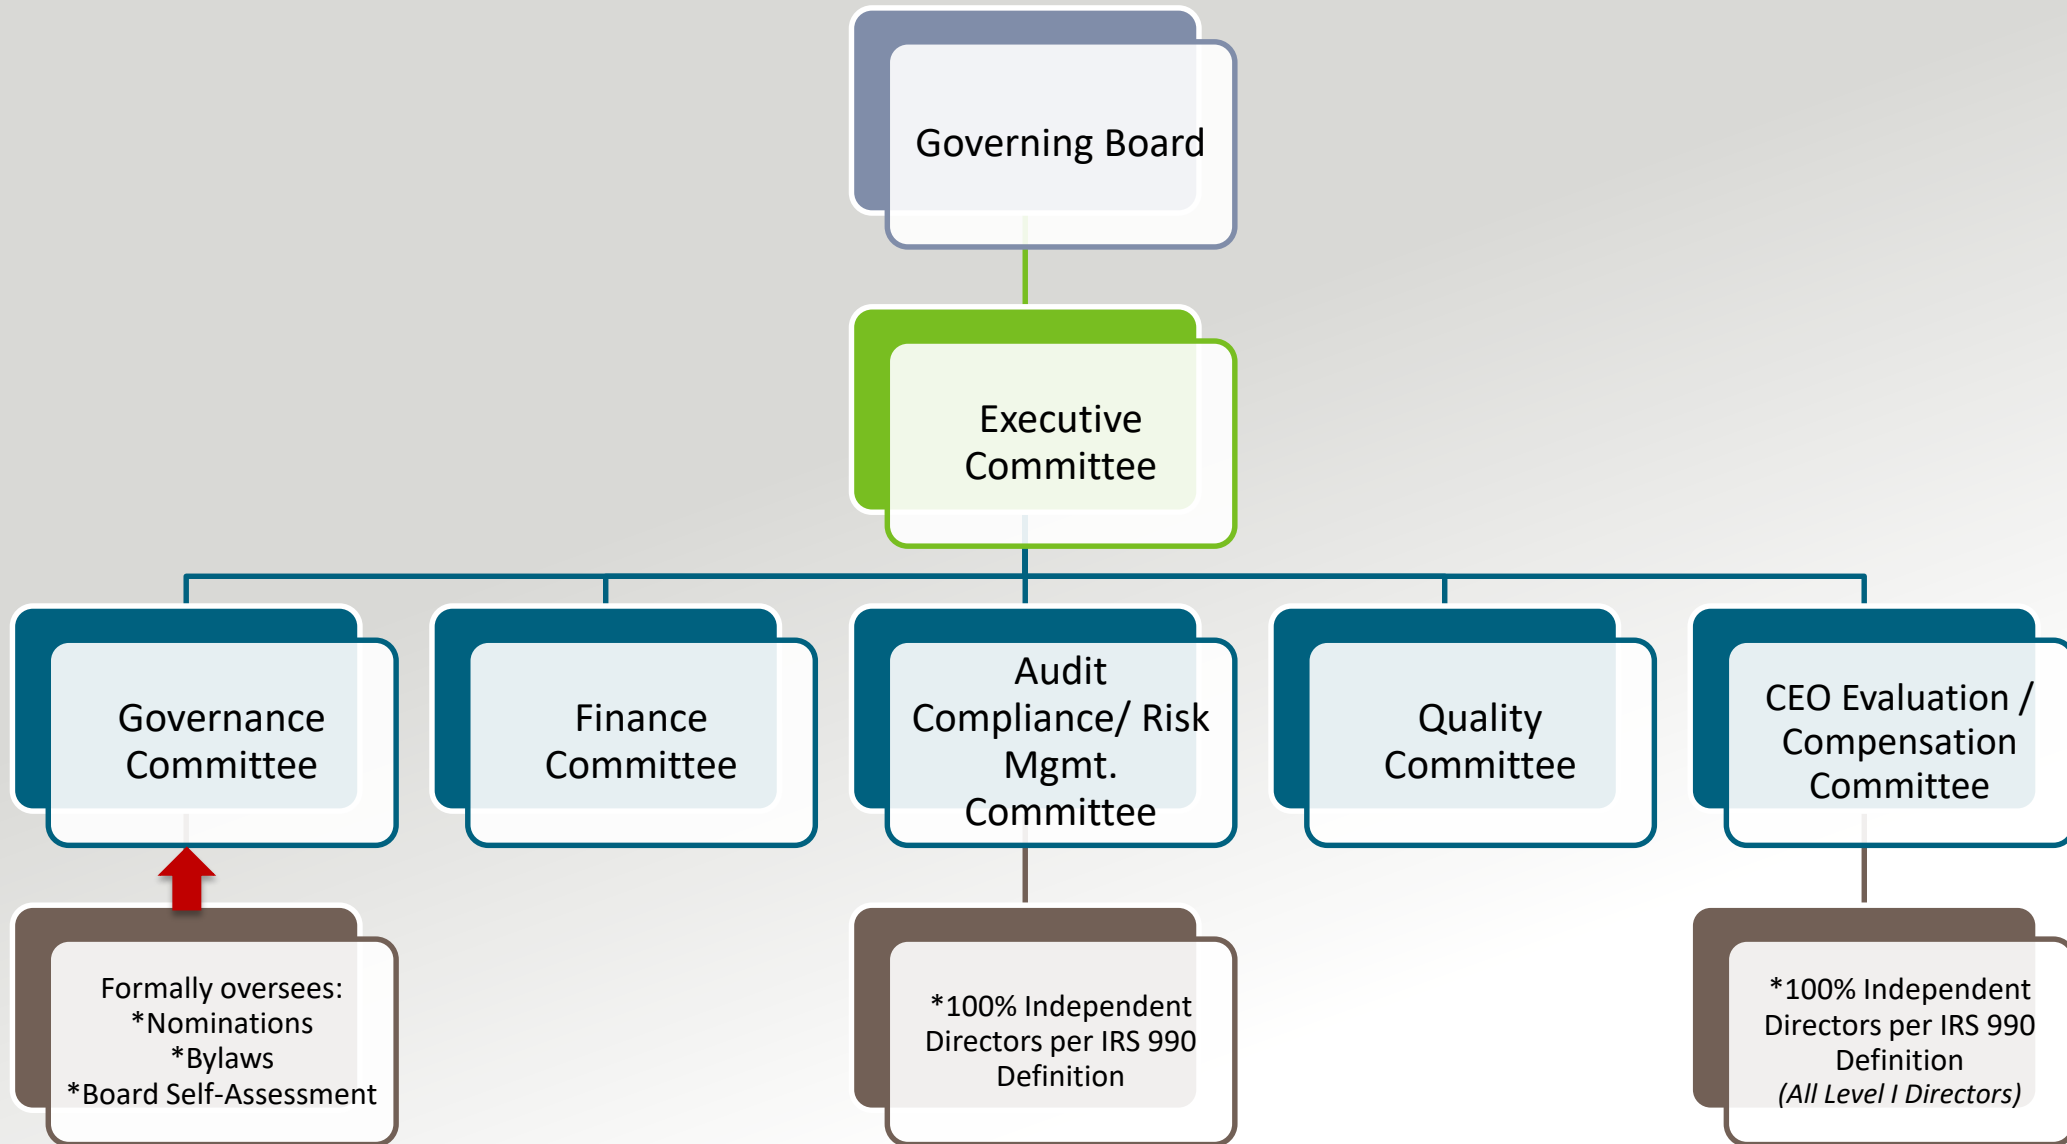 Governing Board
Executive
Committee
Governance
Committee
Finance
Committee
Audit
Compliance/ Risk
Mgmt.
Committee
Quality
Committee
CEO Evaluation /
Compensation
Committee
Formally oversees:
*Nominations
*Bylaws
*Board Self-Assessment
*100% Independent
Directors per IRS 990
Definition
*100% Independent
Directors per IRS 990
Definition
(All Level I Directors)